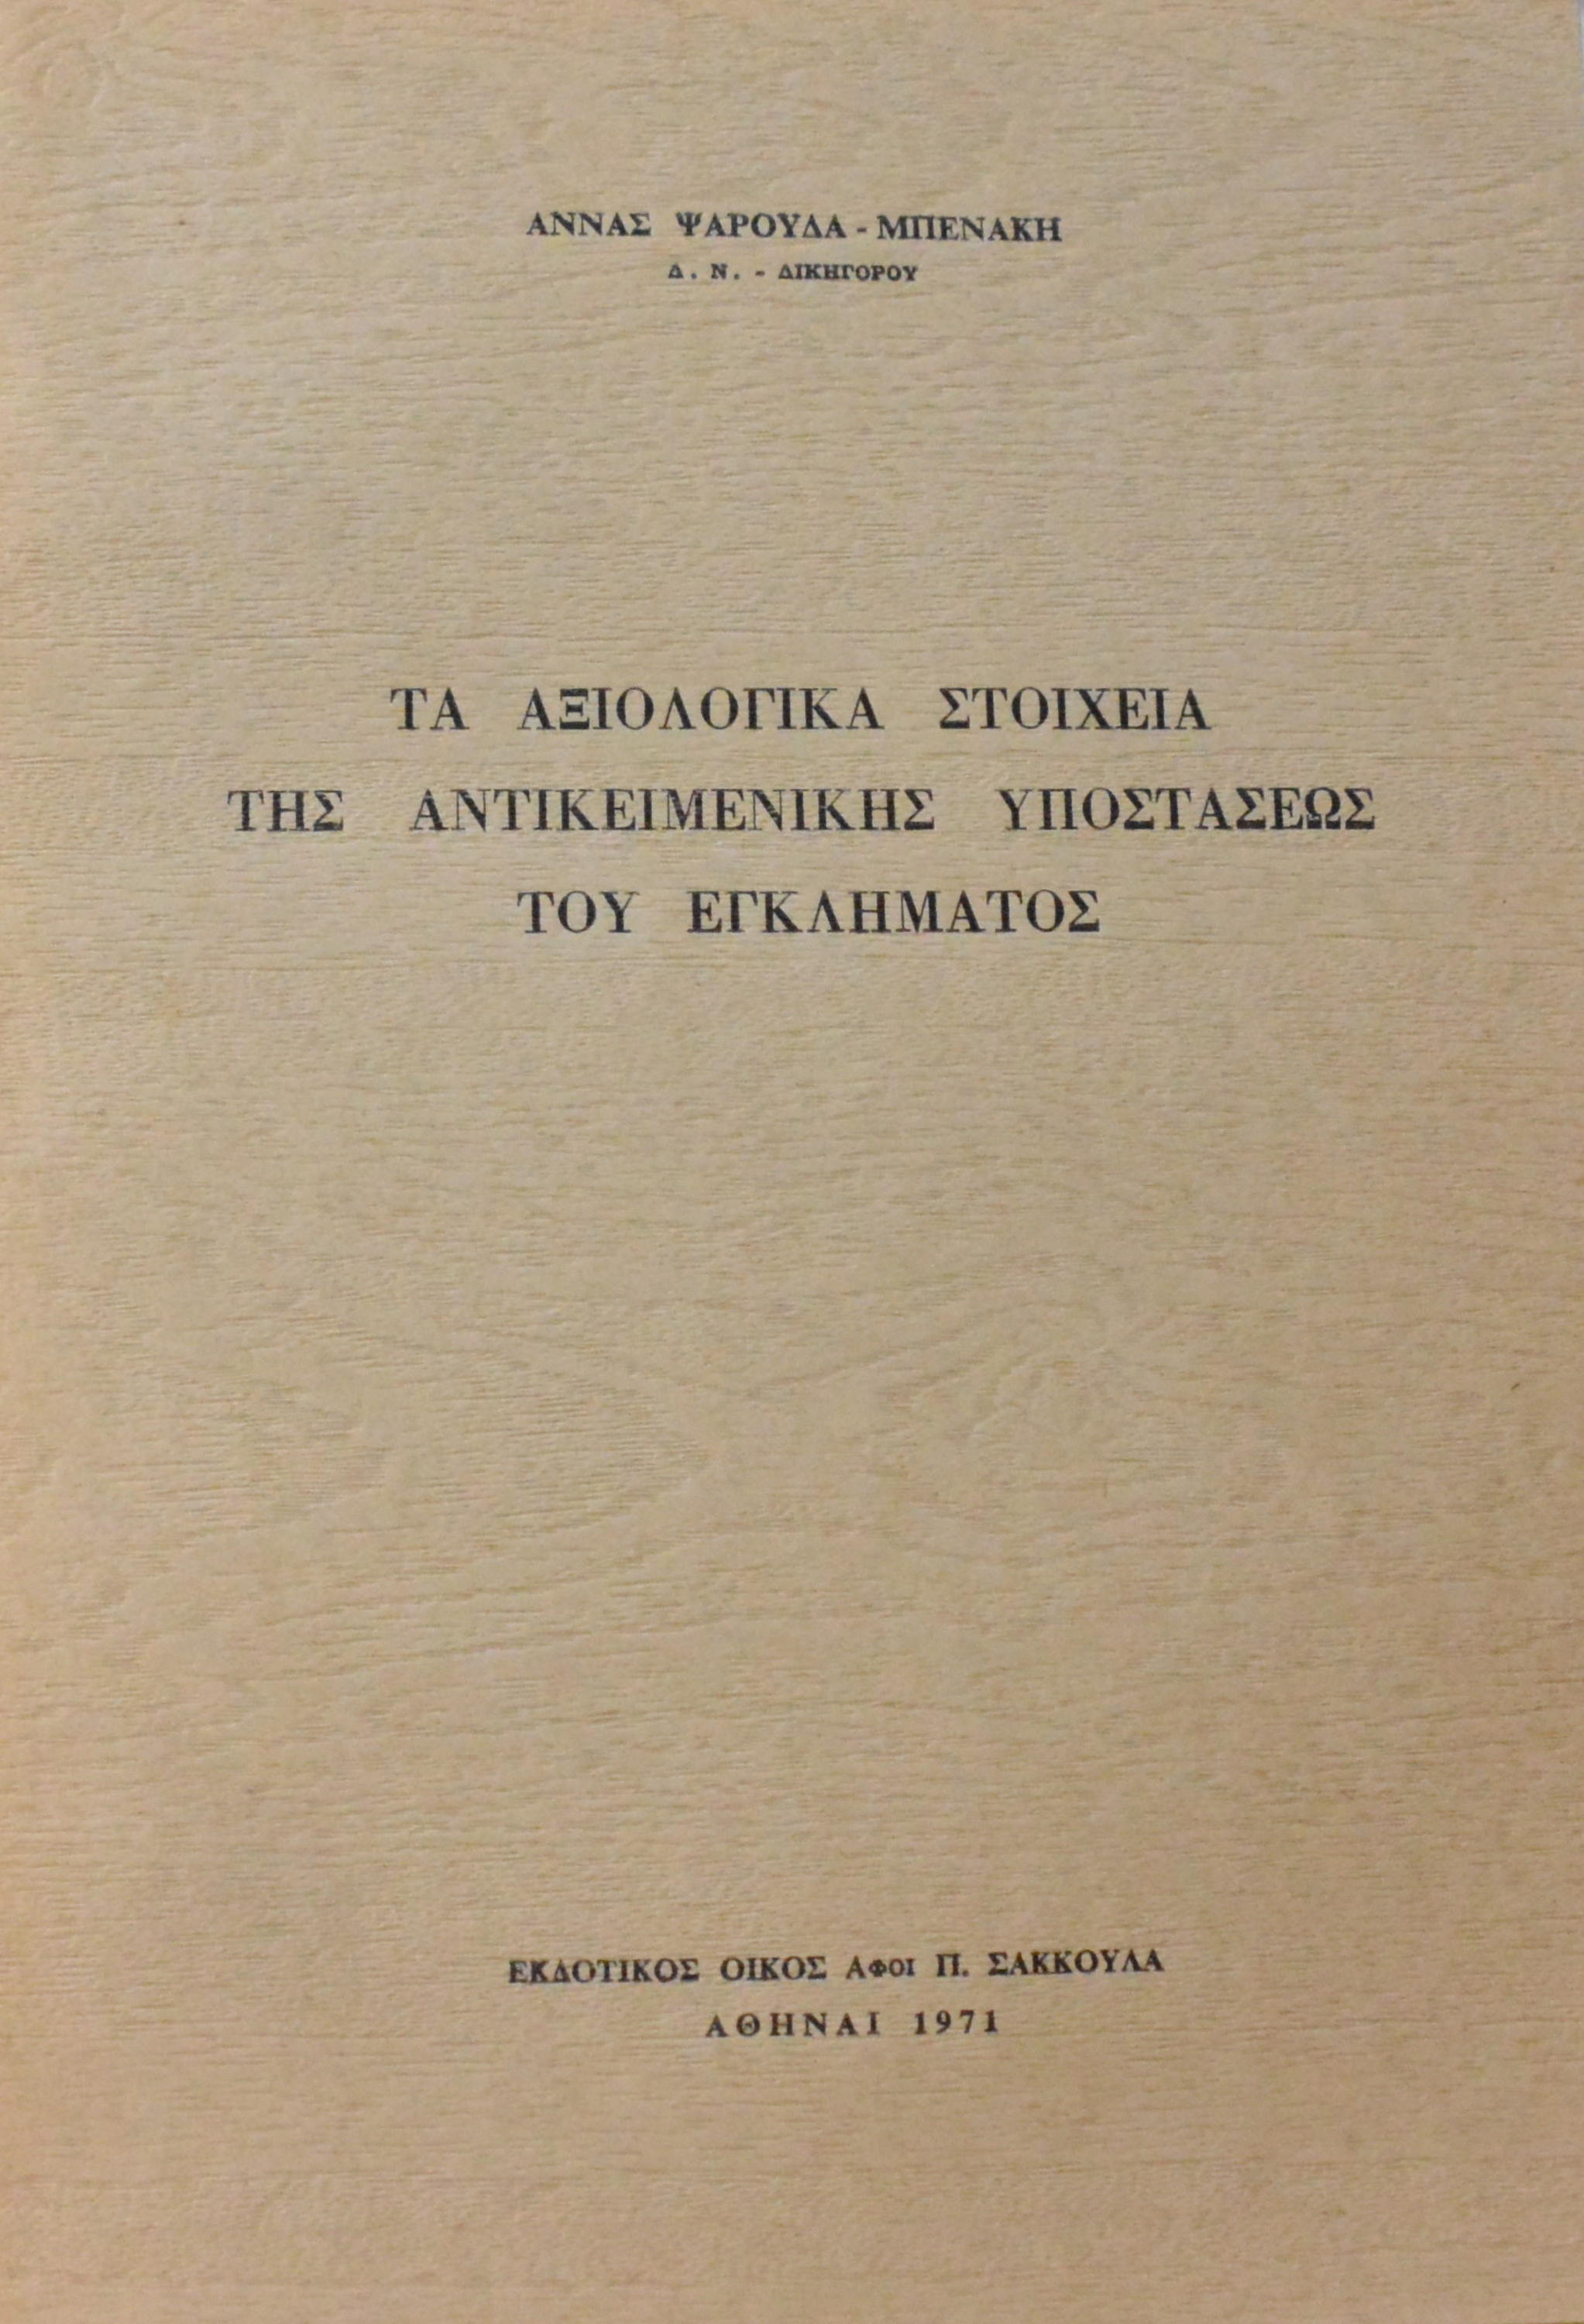 ΑΝΝΑΣ ΨΑΡΟΥΔΑ - ΜΠΕΝΑΚΗ
Δ. Ν. - ΔΙΚΗΓΟΡΟΥ
ΤΑ ΑΞΙΟΛΟΓΙΚΑ ΣΤΟΙΧΕΙΑ
ΤΗΣ ΑΝΤΙΚΕΙΜΕΝΙΚΗΣ ΥΠΟΣΤΑΣΕΩΣ
ΤΟΥ ΕΓΚΛΗΜΑΤΟΣ
ΕΚΔΟΤΙΚΟΣ ΟΙΚΟΣ ΑΦΟΙ Π. ΣΑΚΚΟΥΛΑ
ΑΘΗΝΑΙ 1971